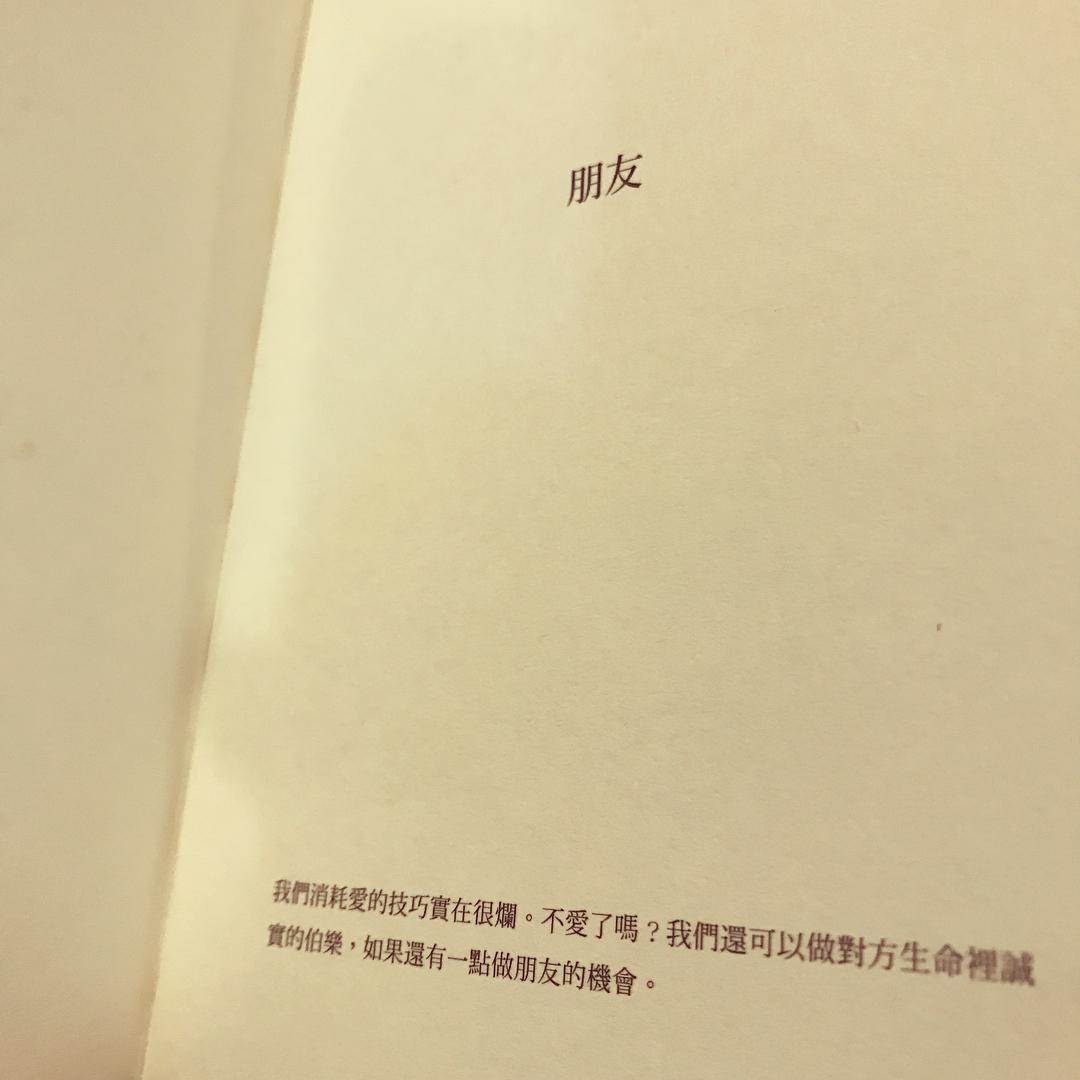 朋友
我們消耗愛的技巧實在很爛。不愛了嗎？我們還可以做對方生命裡誠
實的伯樂，如果還有一點做朋友的機會。